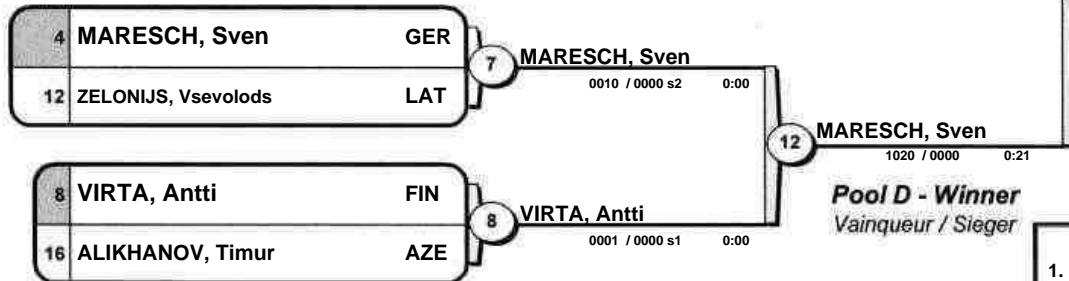 4 MARESCH, Sven GER
12 ZELONIJS, Vsevolods LAT
7 MARESCH, Sven
0010 / 0000 s2 0:00
8 VIRTA, Antti FIN
16 ALIKHANOV, Timur AZE
8 VIRTA, Antti
0001 / 0000 s1 0:00
12 MARESCH, Sven
1020 / 0000 0:21
Pool D - Winner
Vainqueur / Sieger
1.